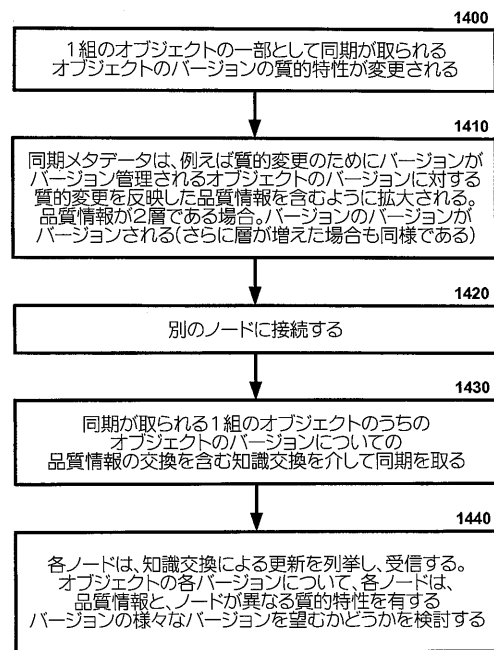 1400
1組のオブジェクトの一部として同期が取られる
オブジェクトのバージョンの質的特性が変更される
1410
同期メタデータは、例えば質的変更のためにバージョンが
バージョン管理されるオブジェクトのバージョンに対する
質的変更を反映した品質情報を含むように拡大される。
品質情報が2層である場合。バージョンのバージョンが
バージョンされる(さらに層が増えた場合も同様である)
1420
別のノードに接続する
1430
同期が取られる1組のオブジェクトのうちの
オブジェクトのバージョンについての
品質情報の交換を含む知識交換を介して同期を取る
1440
各ノードは、知識交換による更新を列挙し、受信する。
オブジェクトの各バージョンについて、各ノードは、
品質情報と、ノードが異なる質的特性を有する
バージョンの様々なバージョンを望むかどうかを検討する